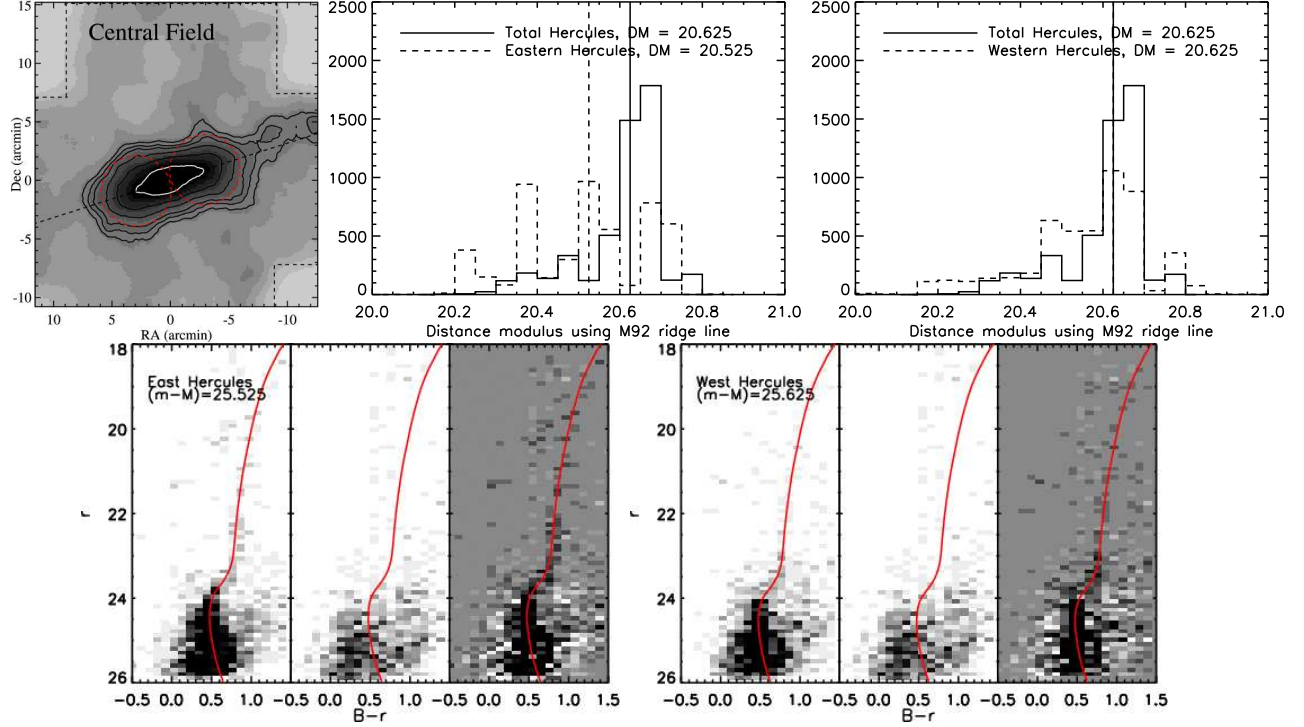 Central Field
15
10
5
0
-5
-10
Dec (arcmin)
10 5 0 -5 -10
RA (arcmin)
2500
2000
1500
1000
500
0
Total Hercules, DM = 20.625
Eastern Hercules, DM = 20.525
20.0 20.2 20.4 20.6 20.8 21.0
Distance modulus using M92 ridge line
2500
2000
1500
1000
500
0
Total Hercules, DM = 20.625
Western Hercules, DM = 20.625
20.0 20.2 20.4 20.6 20.8 21.0
Distance modulus using M92 ridge line
18
20
22
24
26
r
East Hercules
(m-M)=25.525
-0.5 0.0 0.5 1.0 -0.5 0.0 0.5 1.0 -0.5 0.0 0.5 1.0 1.5
B-r
18
20
22
24
26
r
West Hercules
(m-M)=25.625
-0.5 0.0 0.5 1.0 -0.5 0.0 0.5 1.0 -0.5 0.0 0.5 1.0 1.5
B-r